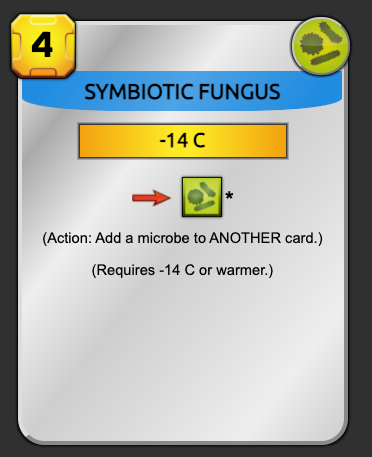 4
SYMBIOTIC FUNGUS
-14 C
*
(Action: Add a microbe to ANOTHER card.)
(Requires -14 C or warmer.)